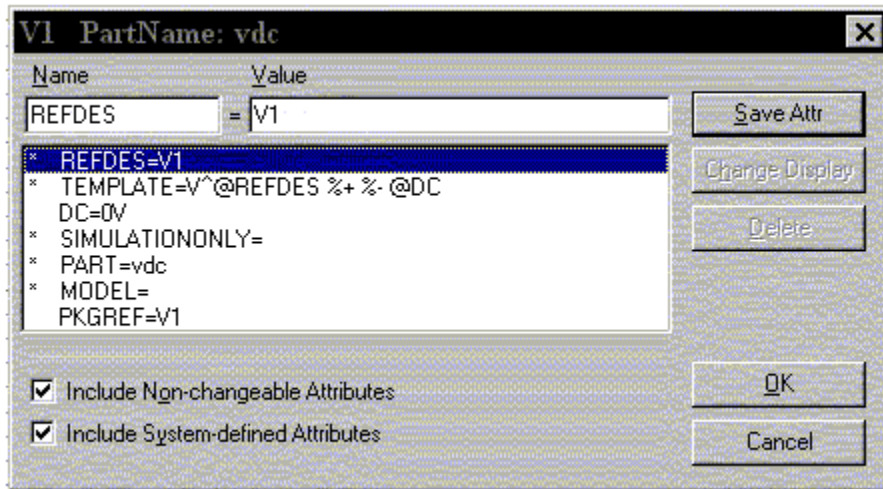 V1 PartName: vdc
Name Value
REFDES = V1
Save Attr
* REFDES=V1
* TEMPLATE=V^@REFDES %+ %- @DC
DC=0V
* SIMULATIONONLY=
* PART=vdc
* MODEL=
PKGREF=V1
Change Display
Delete
Include Non-changeable Attributes
Include System-defined Attributes
OK
Cancel